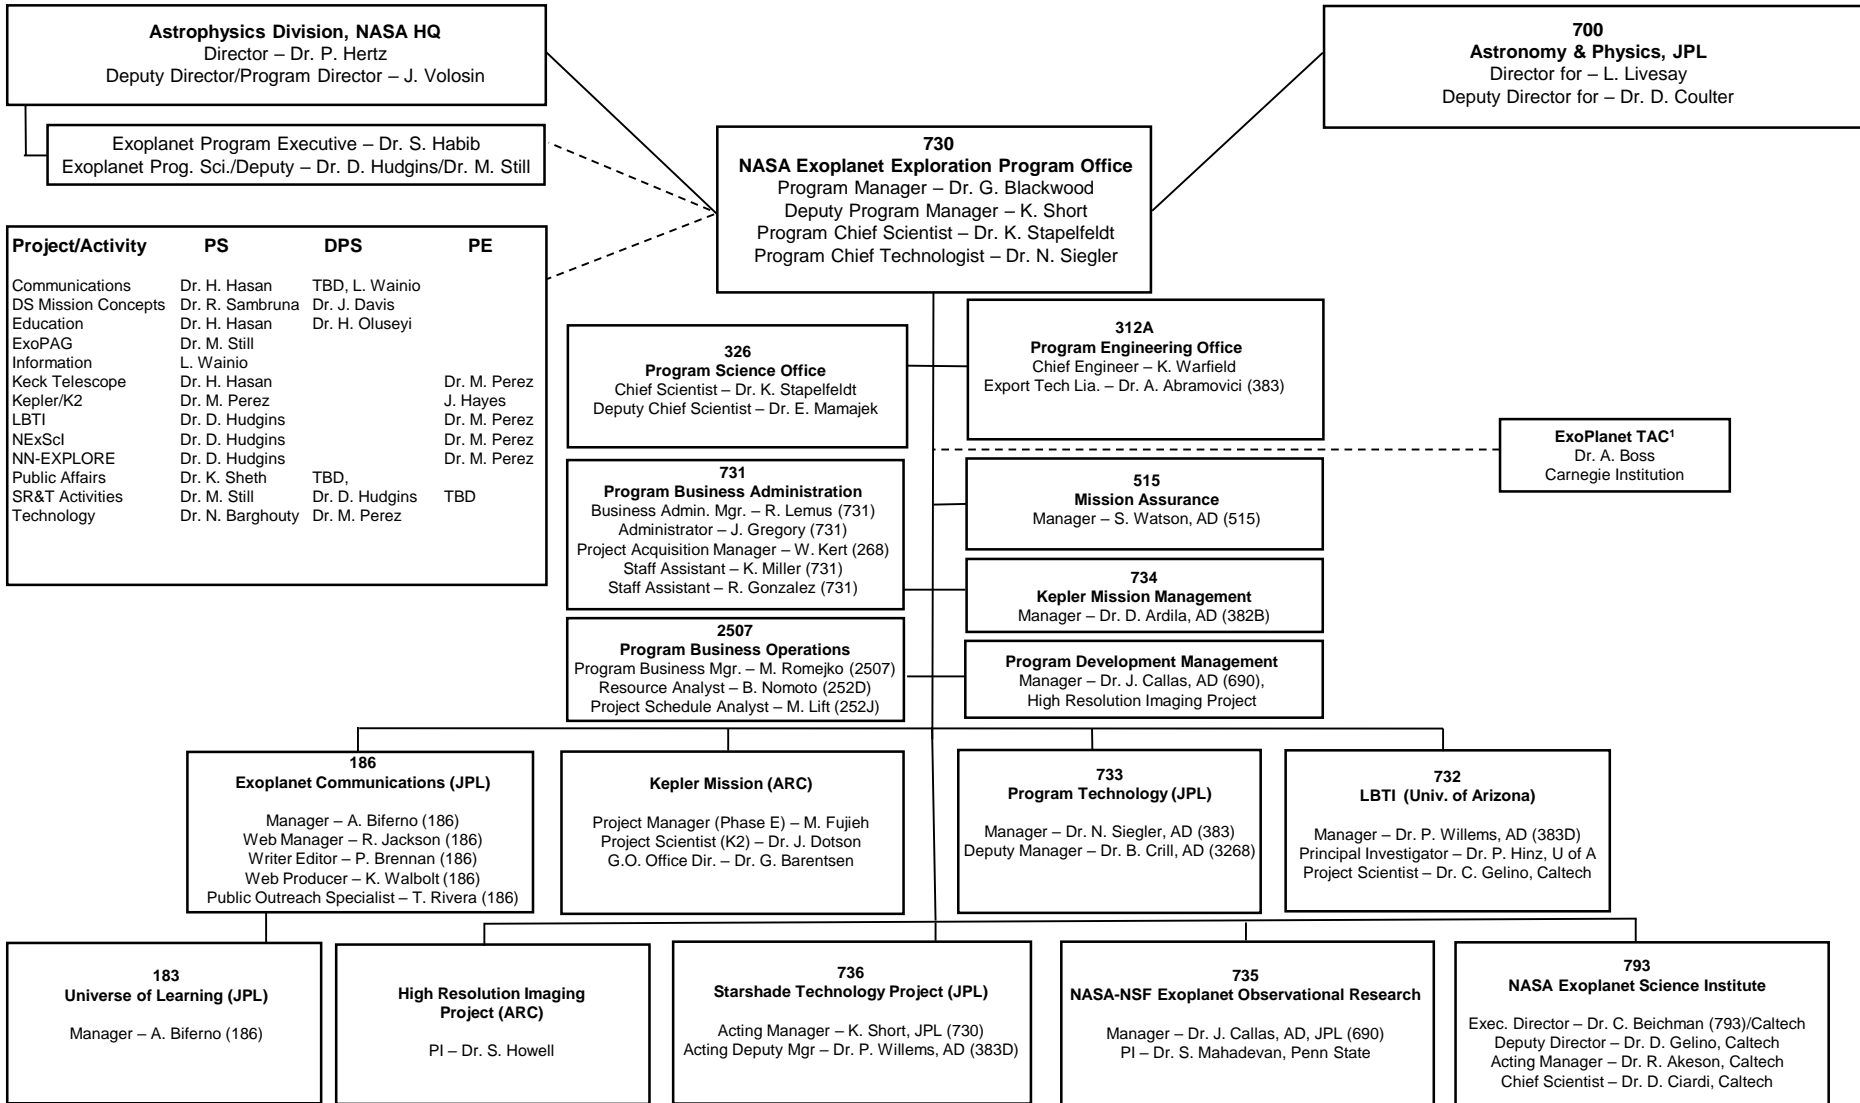 Astrophysics Division, NASA HQ
Director – Dr. P. Hertz
Deputy Director/Program Director – J. Volosin
700
Astronomy & Physics, JPL
Director for – L. Livesay
Deputy Director for – Dr. D. Coulter
Exoplanet Program Executive – Dr. S. Habib
Exoplanet Prog. Sci./Deputy – Dr. D. Hudgins/Dr. M. Still
730
NASA Exoplanet Exploration Program Office
Program Manager – Dr. G. Blackwood
Deputy Program Manager – K. Short
Program Chief Scientist – Dr. K. Stapelfeldt
Program Chief Technologist – Dr. N. Siegler
Project/Activity PS DPS PE
Communications Dr. H. Hasan TBD, L. Wainio
DS Mission Concepts Dr. R. Sambruna Dr. J. Davis
Education Dr. H. Hasan Dr. H. Oluseyi
ExoPAG Dr. M. Still
Information L. Wainio
Keck Telescope Dr. H. Hasan Dr. M. Perez
Kepler/K2 Dr. M. Perez J. Hayes
LBTI Dr. D. Hudgins Dr. M. Perez
NExScI Dr. D. Hudgins Dr. M. Perez
NN-EXPLORE Dr. D. Hudgins Dr. M. Perez
Public Affairs Dr. K. Sheth TBD,
SR&T Activities Dr. M. Still Dr. D. Hudgins TBD
Technology Dr. N. Barghouty Dr. M. Perez
326
Program Science Office
Chief Scientist – Dr. K. Stapelfeldt
Deputy Chief Scientist – Dr. E. Mamajek
312A
Program Engineering Office
Chief Engineer – K. Warfield
Export Tech Lia. – Dr. A. Abramovici (383)
ExoPlanet TAC¹
Dr. A. Boss
Carnegie Institution
731
Program Business Administration
Business Admin. Mgr. – R. Lemus (731)
Administrator – J. Gregory (731)
Project Acquisition Manager – W. Kert (268)
Staff Assistant – K. Miller (731)
Staff Assistant – R. Gonzalez (731)
515
Mission Assurance
Manager – S. Watson, AD (515)
734
Kepler Mission Management
Manager – Dr. D. Ardila, AD (382B)
2507
Program Business Operations
Program Business Mgr. – M. Romejko (2507)
Resource Analyst – B. Nomoto (252D)
Project Schedule Analyst – M. Lift (252J)
Program Development Management
Manager – Dr. J. Callas, AD (690),
High Resolution Imaging Project
186
Exoplanet Communications (JPL)
Manager – A. Biferno (186)
Web Manager – R. Jackson (186)
Writer Editor – P. Brennan (186)
Web Producer – K. Walbolt (186)
Public Outreach Specialist – T. Rivera (186)
Kepler Mission (ARC)
Project Manager (Phase E) – M. Fujieh
Project Scientist (K2) – Dr. J. Dotson
G.O. Office Dir. – Dr. G. Barentsen
733
Program Technology (JPL)
Manager – Dr. N. Siegler, AD (383)
Deputy Manager – Dr. B. Crill, AD (3268)
732
LBTI (Univ. of Arizona)
Manager – Dr. P. Willems, AD (383D)
Principal Investigator – Dr. P. Hinz, U of A
Project Scientist – Dr. C. Gelino, Caltech
183
Universe of Learning (JPL)
Manager – A. Biferno (186)
High Resolution Imaging
Project (ARC)
PI – Dr. S. Howell
736
Starshade Technology Project (JPL)
Acting Manager – K. Short, JPL (730)
Acting Deputy Mgr – Dr. P. Willems, AD (383D)
735
NASA-NSF Exoplanet Observational Research
Manager – Dr. J. Callas, AD, JPL (690)
PI – Dr. S. Mahadevan, Penn State
793
NASA Exoplanet Science Institute
Exec. Director – Dr. C. Beichman (793)/Caltech
Deputy Director – Dr. D. Gelino, Caltech
Acting Manager – Dr. R. Akeson, Caltech
Chief Scientist – Dr. D. Ciardi, Caltech